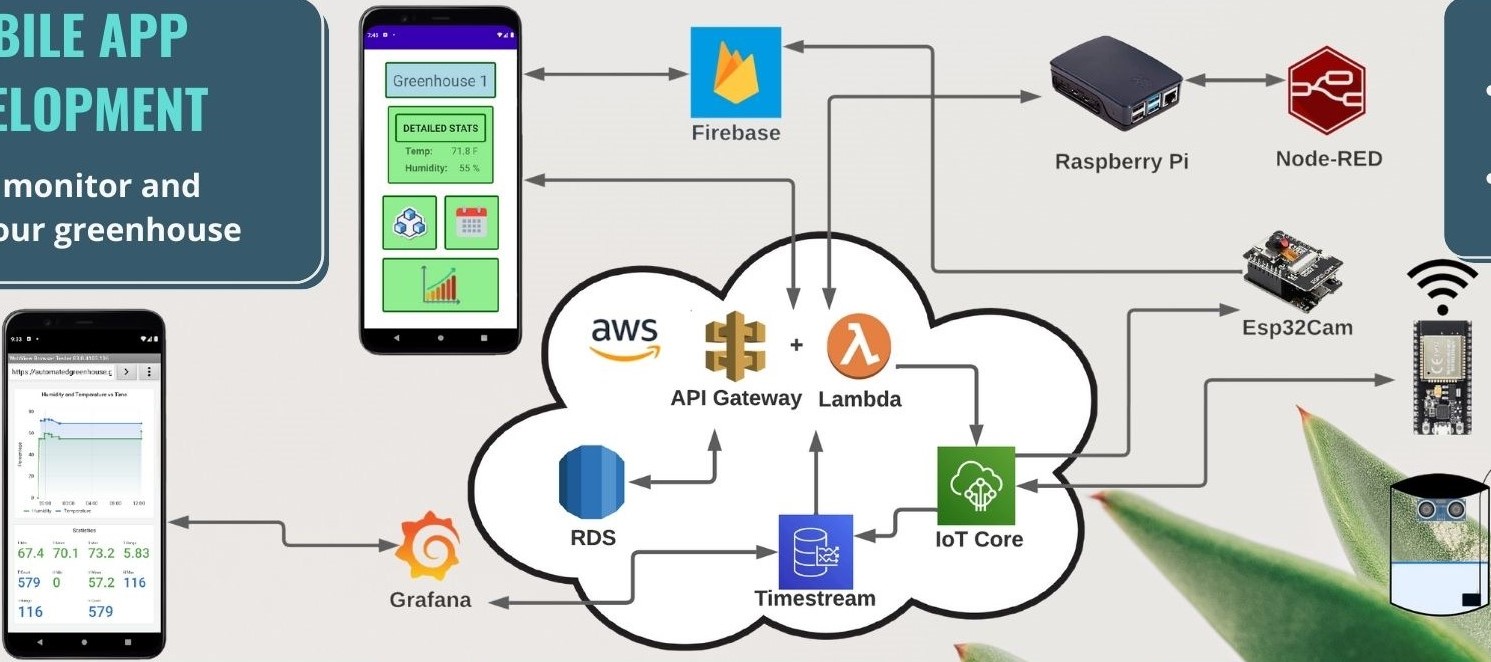 BILE APP
ELOPMENT
monitor and
our greenhouse
7:41
Greenhouse 1
DETAILED STATS
Temp: 71.8 F
Humidity: 55 %
Firebase
Raspberry Pi
Node-RED
Esp32Cam
aws
API Gateway
+
λ
Lambda
RDS
IoT Core
Timestream
Grafana
9:33
https://automatedgreenhouse.g
Humidity and Temperature vs Time
Humidity
Temperature
Statistics
67.4 70.1 73.2 5.83
579 0 57.2 116
116 579